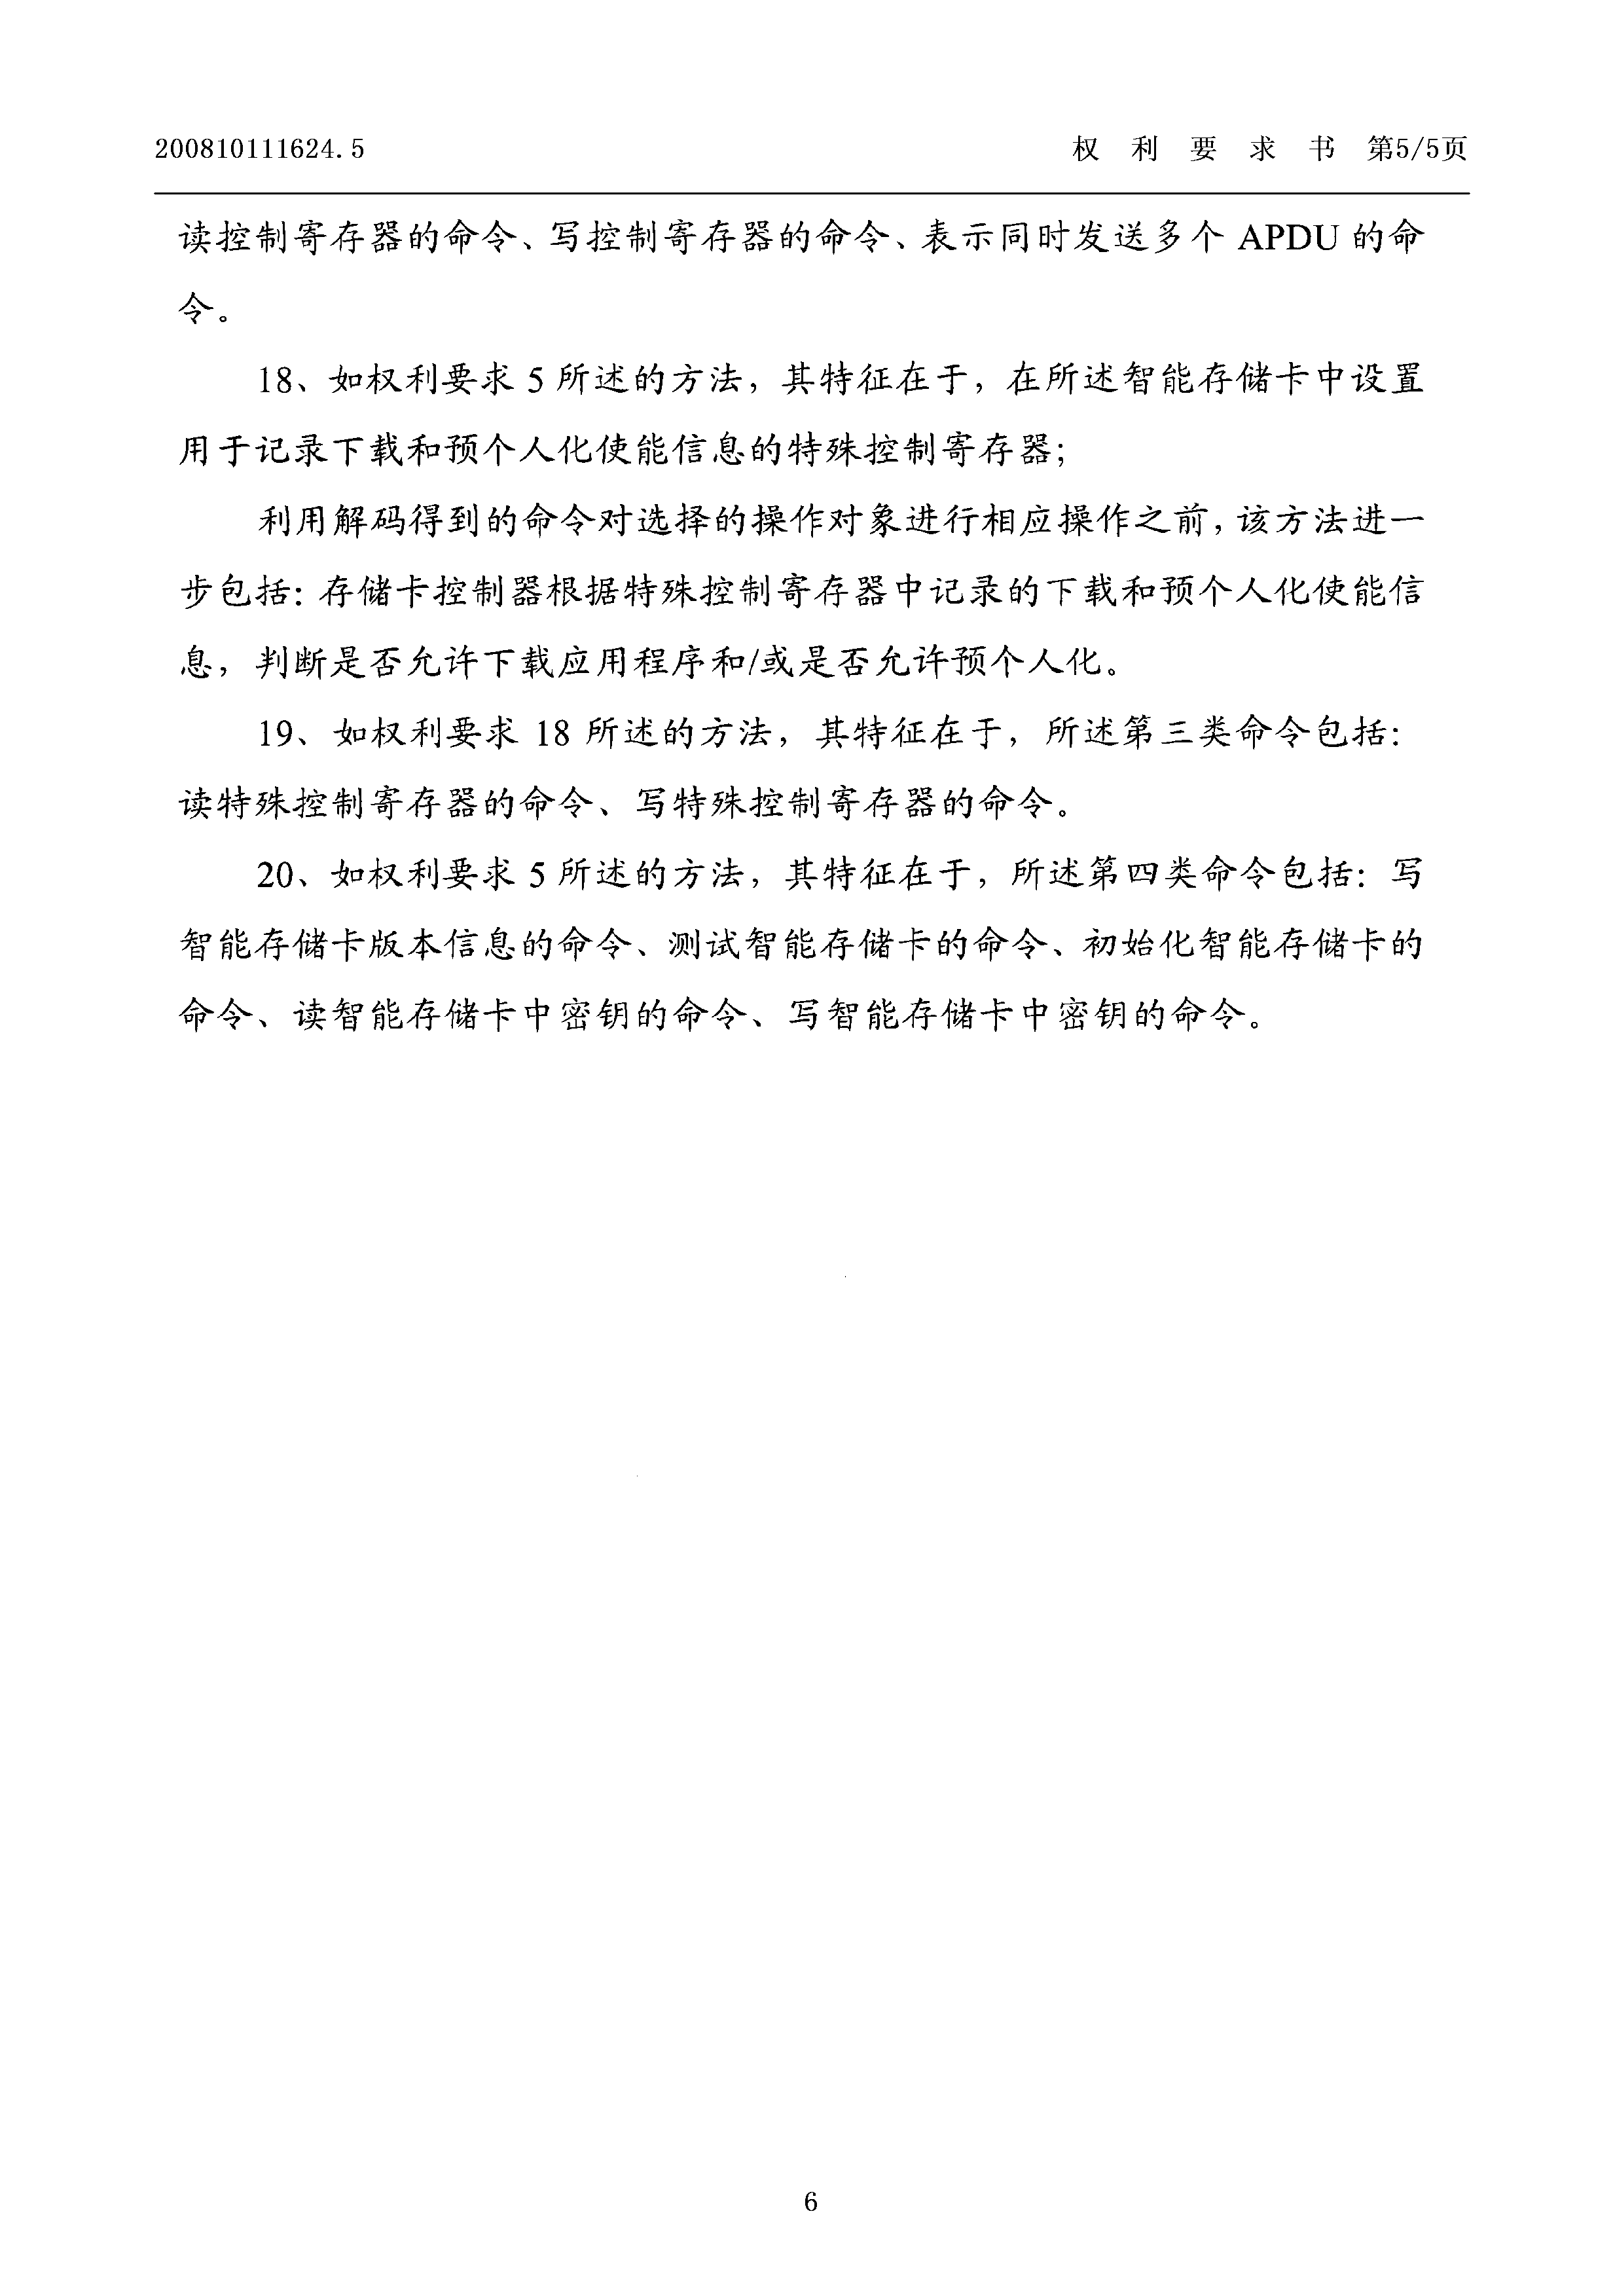 200810111624.5 权 利 要 求 书 第5/5页
读控制寄存器的命令、写控制寄存器的命令、表示同时发送多个 APDU 的命
令。
18、如权利要求 5 所述的方法，其特征在于，在所述智能存储卡中设置
用于记录下载和预个人化使能信息的特殊控制寄存器；
利用解码得到的命令对选择的操作对象进行相应操作之前，该方法进一
步包括：存储卡控制器根据特殊控制寄存器中记录的下载和预个人化使能信
息，判断是否允许下载应用程序和/或是否允许预个人化。
19、如权利要求 18 所述的方法，其特征在于，所述第三类命令包括：
读特殊控制寄存器的命令、写特殊控制寄存器的命令。
20、如权利要求 5 所述的方法，其特征在于，所述第四类命令包括：写
智能存储卡版本信息的命令、测试智能存储卡的命令、初始化智能存储卡的
命令、读智能存储卡中密钥的命令、写智能存储卡中密钥的命令。
6